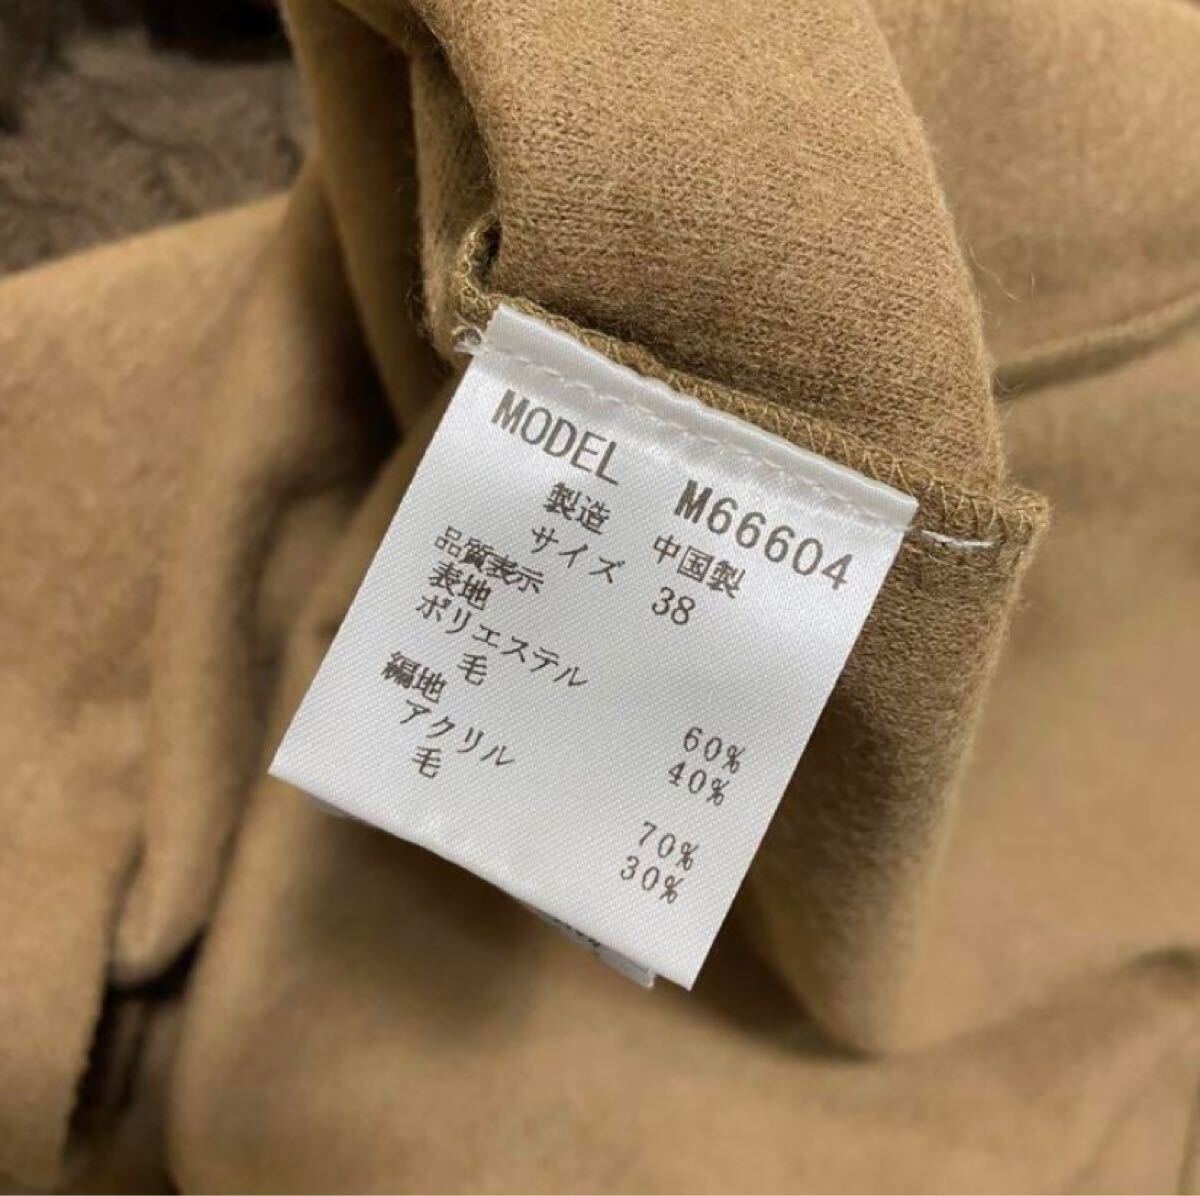 MODEL M66604
製造 中国製
サイズ 38
品質表示
表地
ポリエステル 60%
毛 40%
編地
アクリル 70%
毛 30%